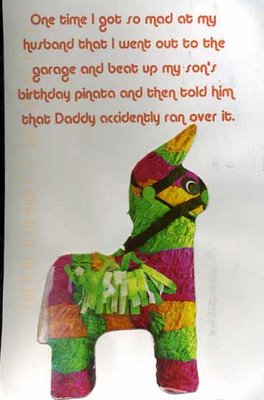 One time I got so mad at my
husband that I went out to the
garage and beat up my son's
birthday pinata and then told him
that Daddy accidently ran over it.